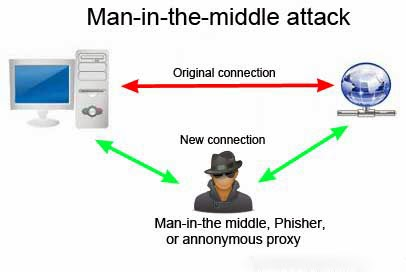 Man-in-the-middle attack
Original connection
New connection
Man-in-the middle, Phisher,
or annonymous proxy